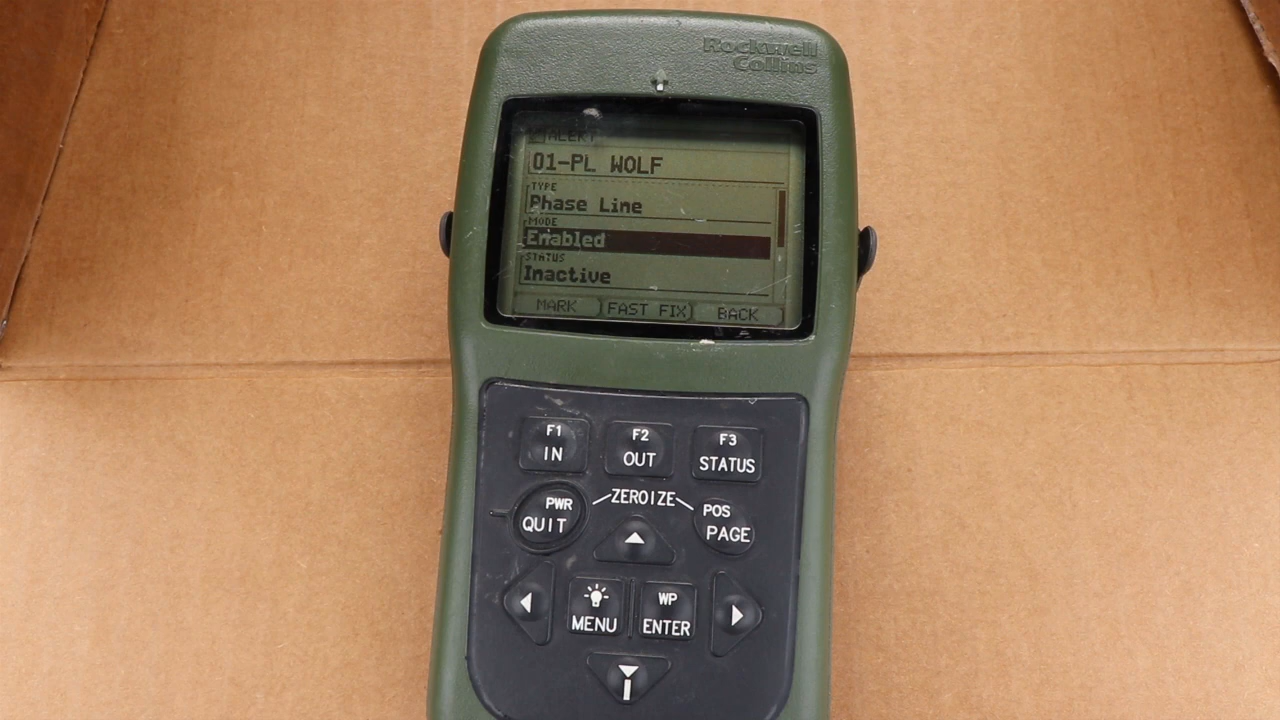 Rockwell
Collins
ALERT
01-PL WOLF
TYPE
Phase Line
MODE
Enabled
STATUS
Inactive
MARK FAST FIX BACK
F1 F2 F3
IN OUT STATUS
ZEROIZE
PWR POS
QUIT PAGE
WP
MENU ENTER